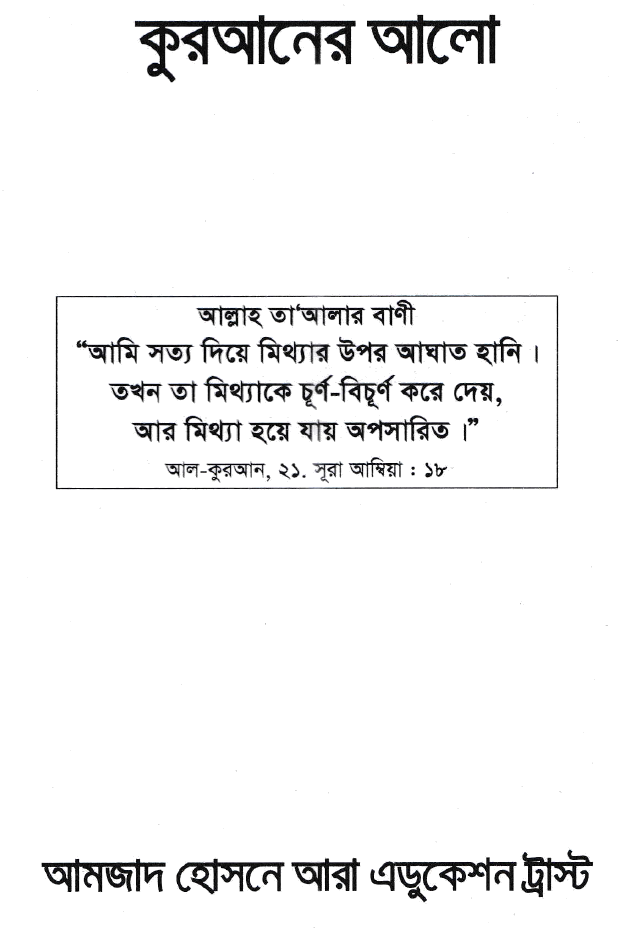 কুরআনের আলো
আল্লাহ তা‘আলার বাণী
“আমি সত্য দিয়ে মিথ্যার উপর আঘাত হানি ।
তখন তা মিথ্যাকে চূর্ণ-বিচূর্ণ করে দেয়,
আর মিথ্যা হয়ে যায় অপসারিত ।”
আল-কুরআন, ২১. সূরা আম্বিয়া : ১৮
আমজাদ হোসনে আরা এডুকেশন ট্রাস্ট